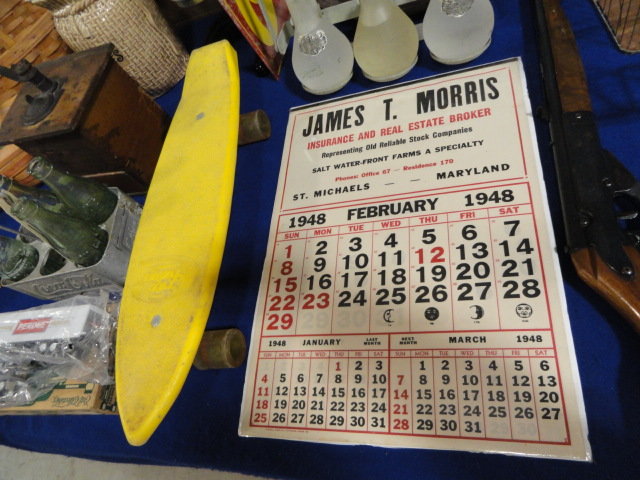 JAMES T. MORRIS
INSURANCE AND REAL ESTATE BROKER
Representing Old Reliable Stock Companies
SALT WATER-FRONT FARMS A SPECIALTY
Phones: Office 67 — Residence 170
ST. MICHAELS — — MARYLAND
1948 FEBRUARY 1948
SUN MON TUE WED THU FRI SAT
1 2 3 4 5 6 7
8 9 10 11 12 13 14
15 16 17 18 19 20 21
22 23 24 25 26 27 28
29
1948 JANUARY LAST MONTH NEXT MONTH MARCH 1948
SUN MON TUE WED THU FRI SAT SUN MON TUE WED THU FRI SAT
1 2 3 1 2 3 4 5 6
4 5 6 7 8 9 10 7 8 9 10 11 12 13
11 12 13 14 15 16 17 14 15 16 17 18 19 20
18 19 20 21 22 23 24 21 22 23 24 25 26 27
25 26 27 28 29 30 31 28 29 30 31
Coca-Cola
PERDUE